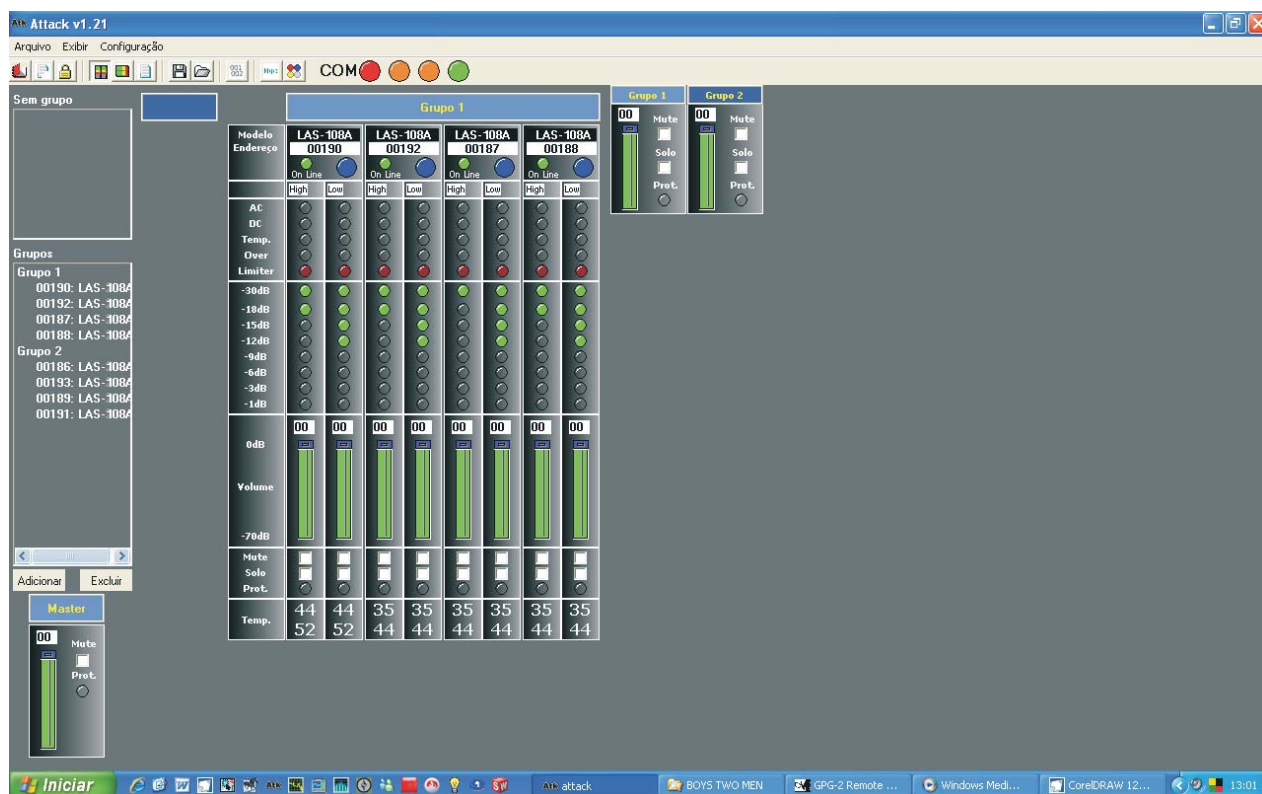 Attack v1.21
Arquivo Exibir Configuração
COM
Sem grupo
Grupos
Grupo 1
00190: LAS-108A
00192: LAS-108A
00187: LAS-108A
00188: LAS-108A
Grupo 2
00186: LAS-108A
00193: LAS-108A
00189: LAS-108A
00191: LAS-108A
Adicionar Excluir
Master
00
Mute
Prot.
Grupo 1
Modelo LAS-108A LAS-108A LAS-108A LAS-108A
Endereço 00190 00192 00187 00188
On Line On Line On Line On Line
High Low High Low High Low High Low
AC
DC
Temp.
Over
Limiter
-30dB
-18dB
-15dB
-12dB
-9dB
-6dB
-3dB
-1dB
00 00 00 00 00 00 00 00
0dB
Volume
-70dB
Mute
Solo
Prot.
Temp.
44 44 35 35 35 35 35 35
52 52 44 44 44 44 44 44
Grupo 1 Grupo 2
00 Mute 00 Mute
Solo Solo
Prot. Prot.
Iniciar attack BOYS TWO MEN GPG-2 Remote ... Windows Medi... CorelDRAW 12... 13:01